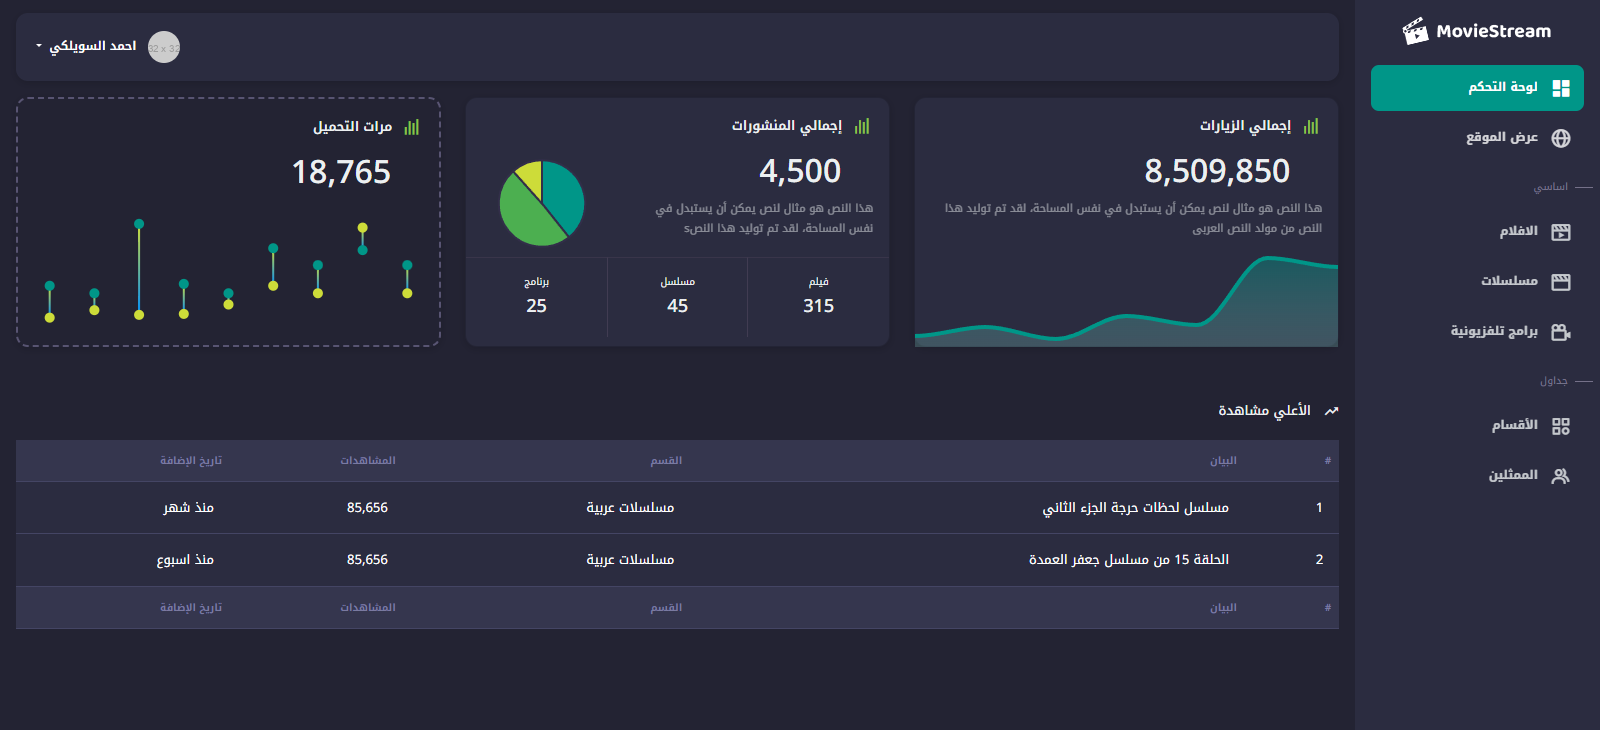 MovieStream
لوحة التحكم
عرض الموقع
اساسي
الافلام
مسلسلات
برامج تلفزيونية
جداول
الأقسام
الممثلين
32 x 32
احمد السويلكي
إجمالي الزيارات
8,509,850
هذا النص هو مثال لنص يمكن أن يستبدل في نفس المساحة، لقد تم توليد هذا
النص من مولد النص العربى
إجمالي المنشورات
4,500
هذا النص هو مثال لنص يمكن أن يستبدل في
نفس المساحة، لقد تم توليد هذا النصs
فيلم
315
مسلسل
45
برنامج
25
مرات التحميل
18,765
الأعلي مشاهدة
# البيان القسم المشاهدات تاريخ الإضافة
1 مسلسل لحظات حرجة الجزء الثاني مسلسلات عربية 85,656 منذ شهر
2 الحلقة 15 من مسلسل جعفر العمدة مسلسلات عربية 85,656 منذ اسبوع
# البيان القسم المشاهدات تاريخ الإضافة